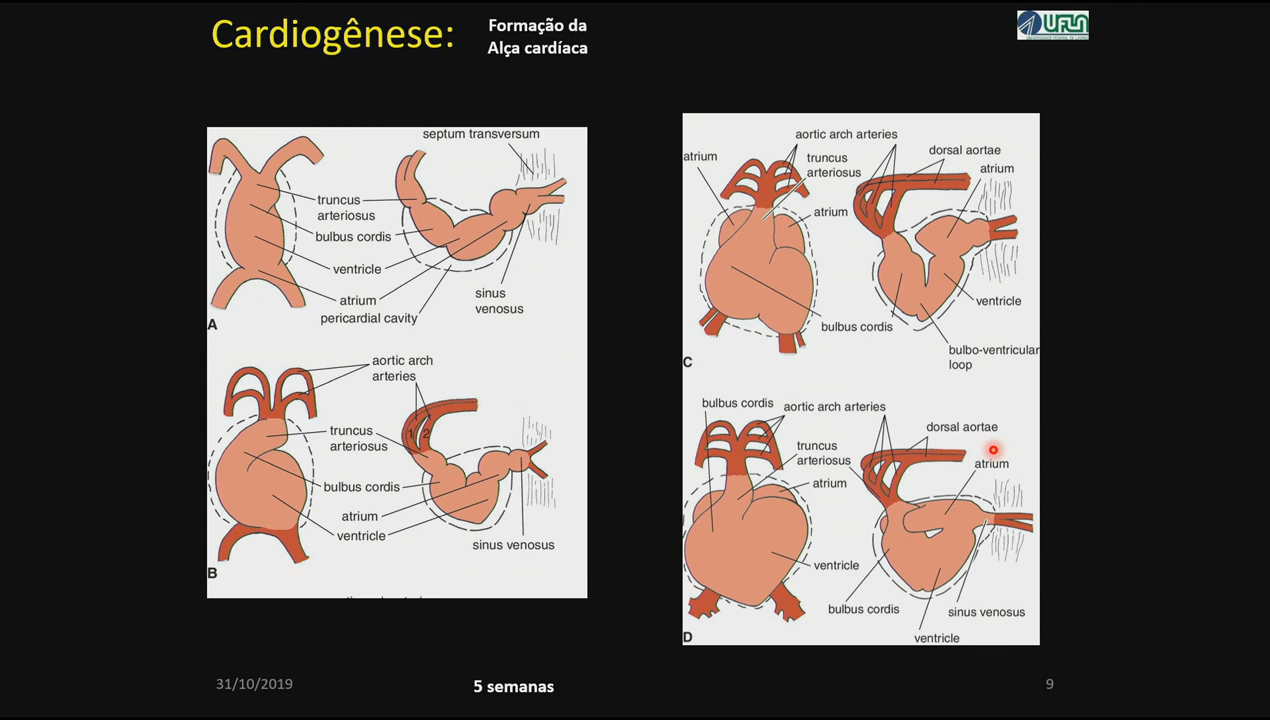 Cardiogênese:
Formação da
Alça cardíaca
UFLA
septum transversum
truncus
arteriosus
bulbus cordis
ventricle
atrium
pericardial cavity
sinus
venosus
A
aortic arch
arteries
1 2
truncus
arteriosus
bulbus cordis
atrium
ventricle
sinus venosus
B
aortic arch arteries
atrium
truncus
arteriosus
dorsal aortae
atrium
atrium
ventricle
bulbus cordis
bulbo-ventricular
loop
C
bulbus cordis
aortic arch arteries
dorsal aortae
truncus
arteriosus
atrium
atrium
ventricle
bulbus cordis
sinus venosus
ventricle
D
31/10/2019
5 semanas
9